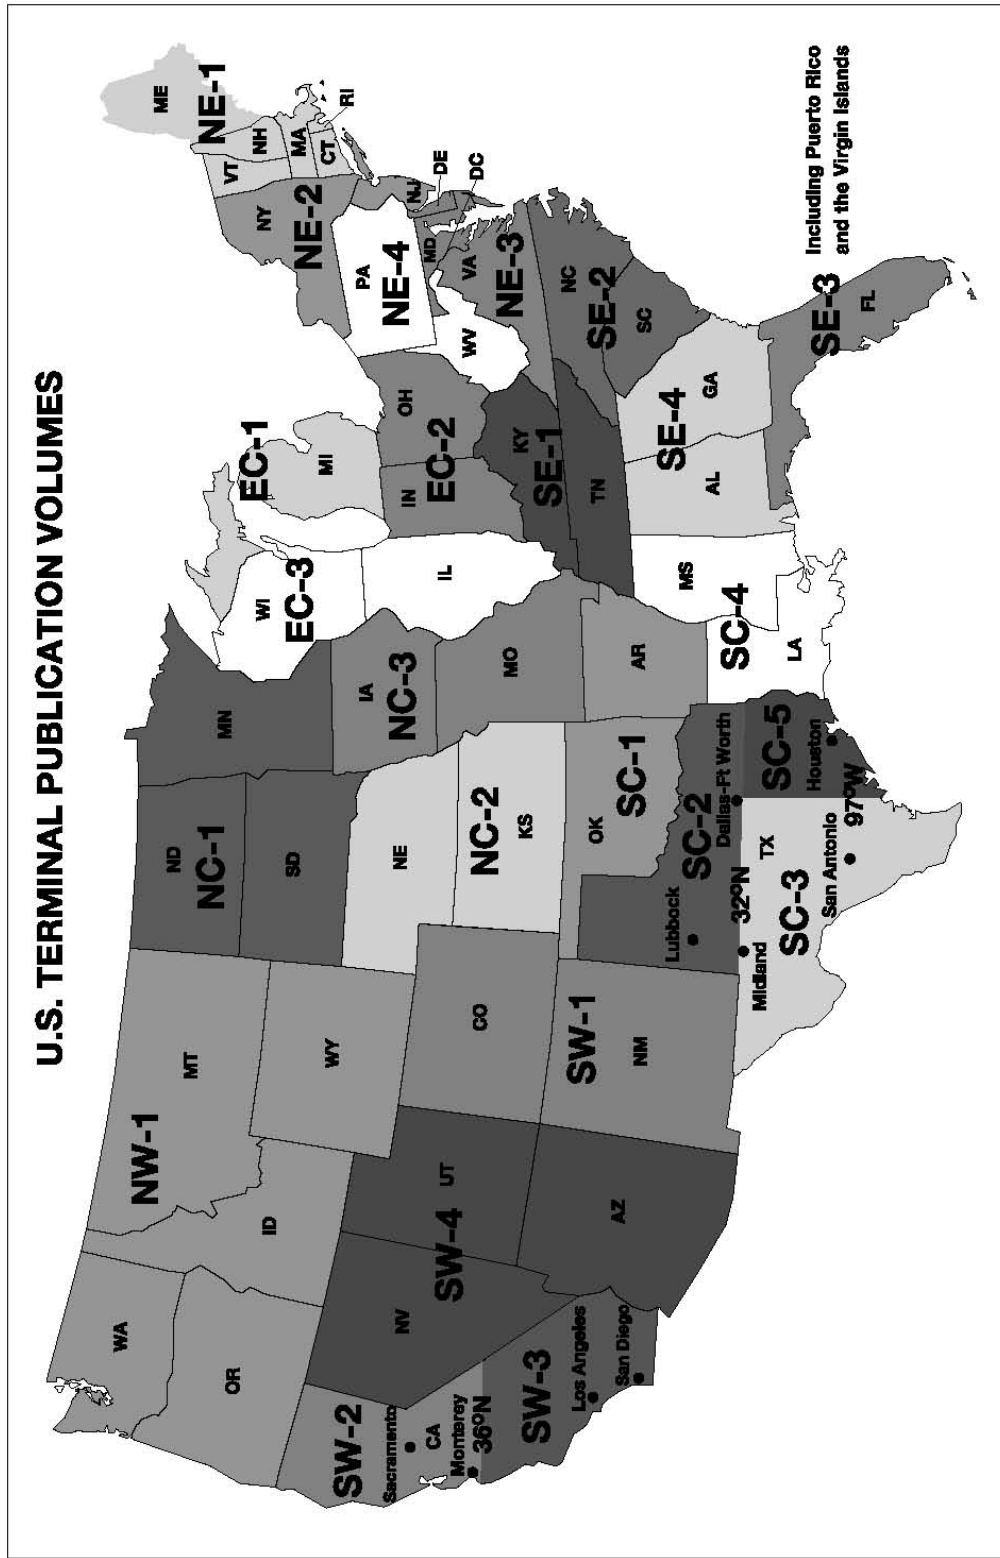 U.S. TERMINAL PUBLICATION VOLUMES
WA
OR
ID
MT
NW-1
WY
NV
UT
SW-4
AZ
SW-2
Sacramento
CA
Monterey
36ºN
SW-3
Los Angeles
San Diego
CO
SW-1
NM
ND
NC-1
SD
MN
NE
NC-2
KS
IA
NC-3
MO
OK
SC-1
AR
Lubbock
SC-2
Dallas-Ft Worth
32ºN
Midland
TX
SC-3
San Antonio
97ºW
SC-5
Houston
SC-4
MS
LA
WI
EC-3
IL
EC-1
MI
IN
EC-2
OH
KY
SE-1
TN
AL
SE-4
GA
NC
SE-2
SC
SE-3
FL
Including Puerto Rico
and the Virgin Islands
WV
VA
NE-3
MD
DC
DE
NJ
PA
NE-4
NY
NE-2
VT
NH
ME
NE-1
MA
CT
RI